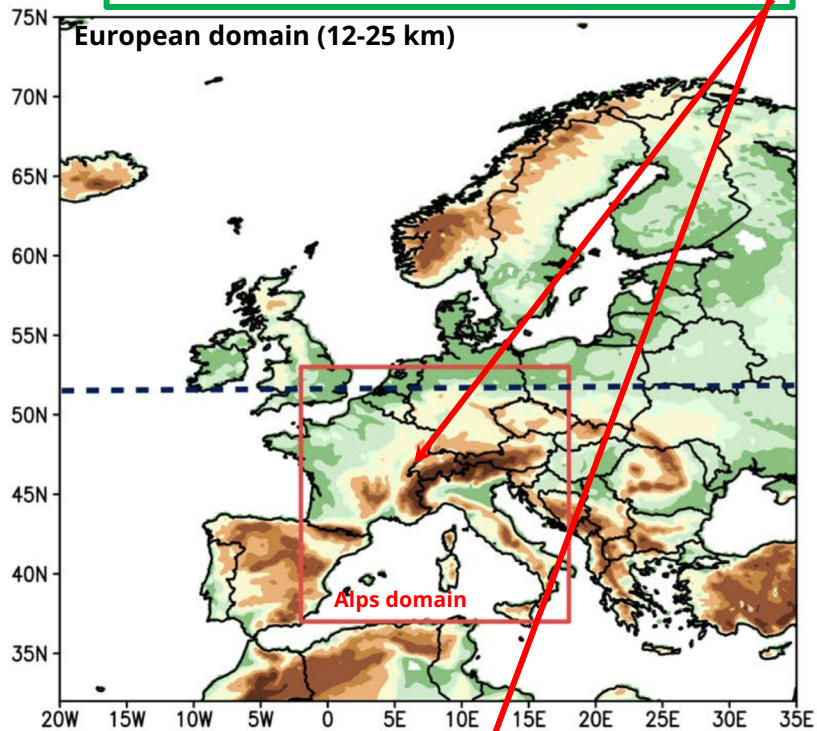 75N
European domain (12-25 km)
70N
65N
60N
55N
50N
45N
40N
Alps domain
35N
20W 15W 10W 5W 0 5E 10E 15E 20E 25E 30E 35E